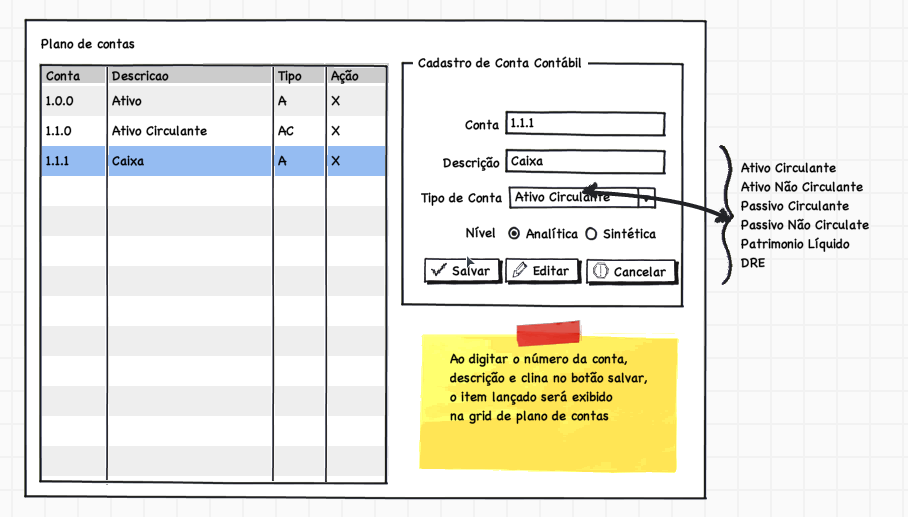 Plano de contas
Conta Descricao Tipo Ação
1.0.0 Ativo A X
1.1.0 Ativo Circulante AC X
1.1.1 Caixa A X
Cadastro de Conta Contábil
Conta 1.1.1
Descrição Caixa
Tipo de Conta Ativo Circulante
Nível Analítica Sintética
Salvar Editar Cancelar
Ativo Circulante
Ativo Não Circulante
Passivo Circulante
Passivo Não Circulate
Patrimonio Líquido
DRE
Ao digitar o número da conta,
descrição e clina no botão salvar,
o item lançado será exibido
na grid de plano de contas